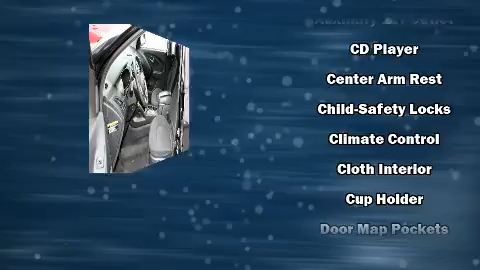 CD Player
Center Arm Rest
Child-Safety Locks
Climate Control
Cloth Interior
Cup Holder
Door Map Pockets